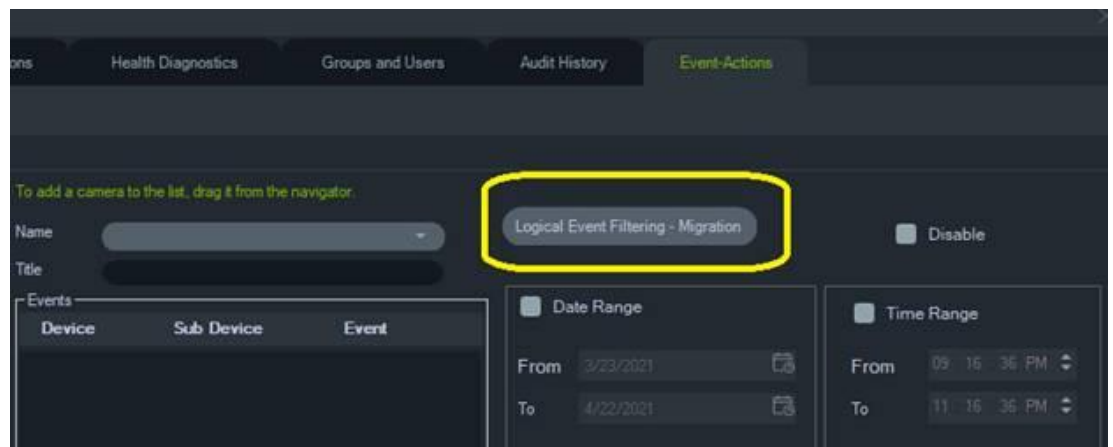 ons Health Diagnostics Groups and Users Audit History Event-Actions
To add a camera to the list, drag it from the navigator.
Name
Logical Event Filtering - Migration
Disable
Title
Events
Device Sub Device Event
Date Range
From 3/23/2021
To 4/22/2021
Time Range
From 09 16 36 PM
To 11 16 36 PM